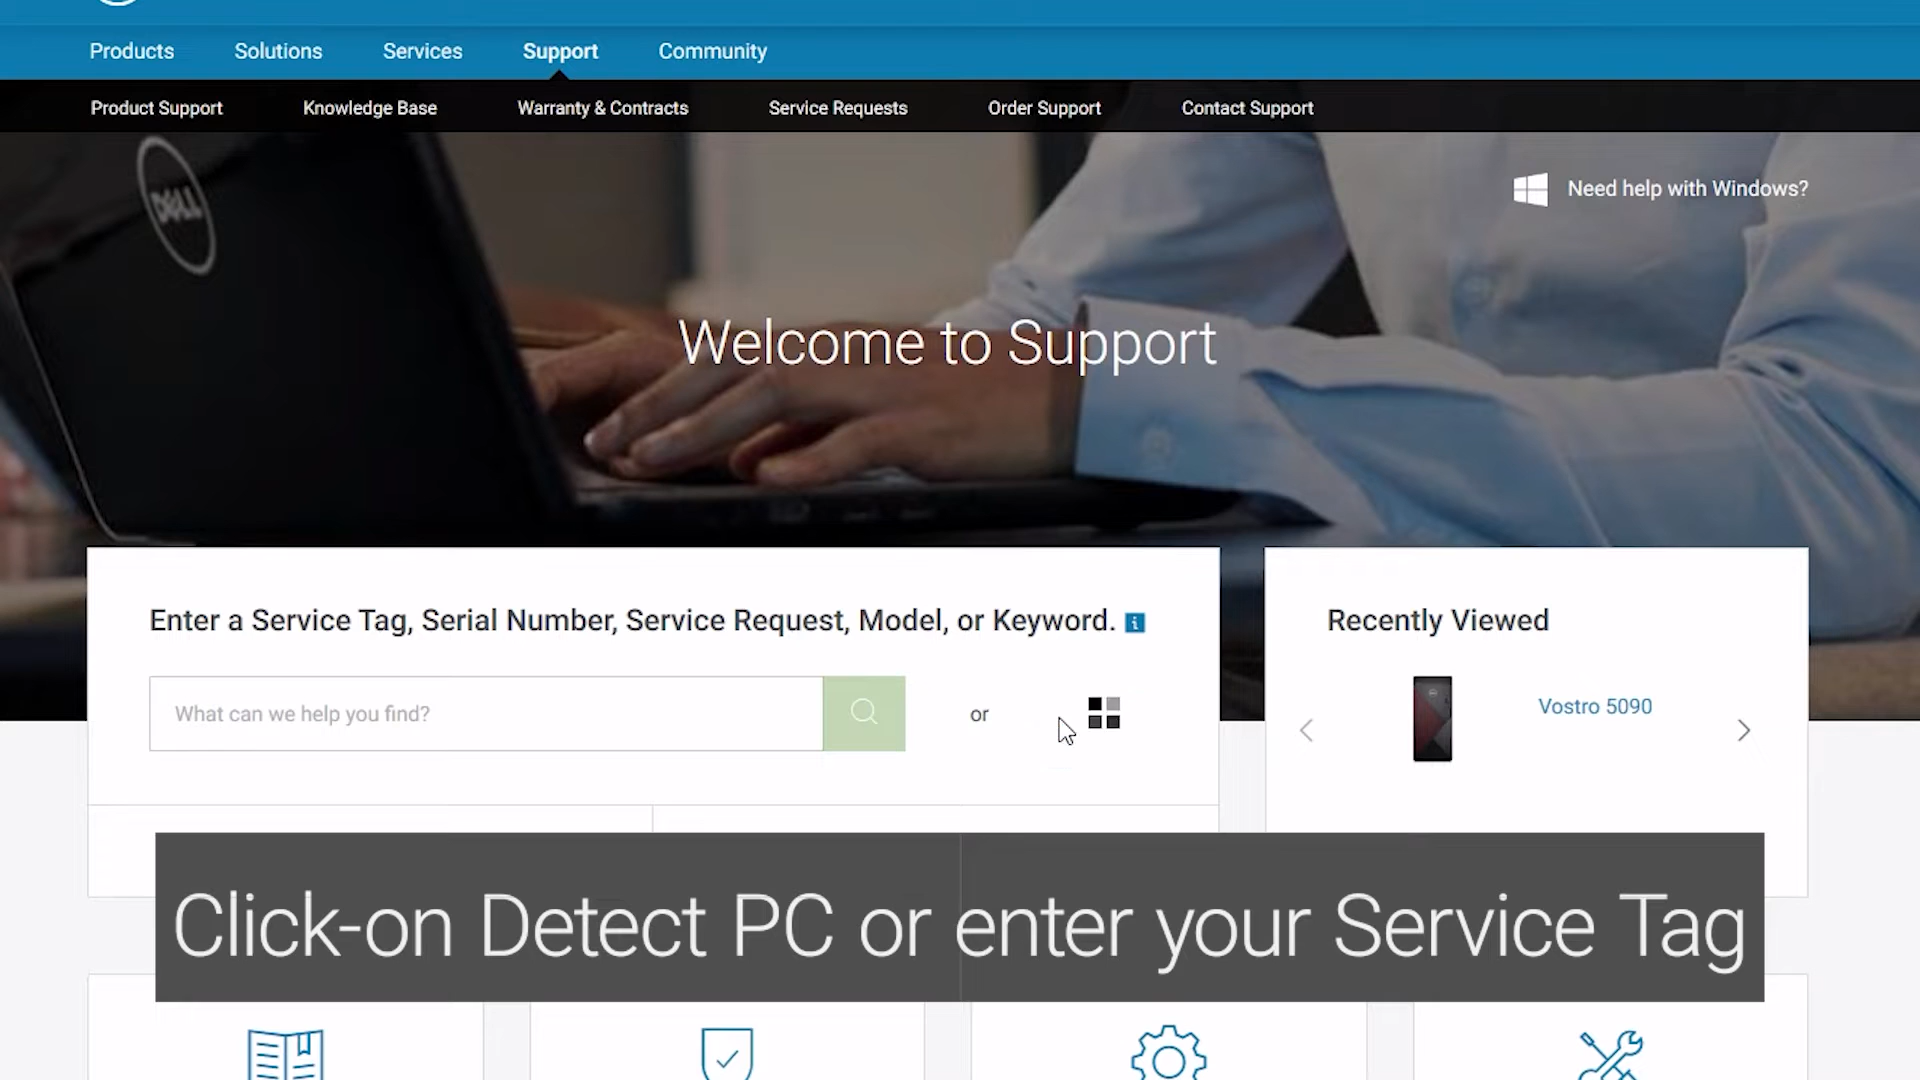 Products
Solutions
Services
Support
Community
Product Support
Knowledge Base
Warranty & Contracts
Service Requests
Order Support
Contact Support
DELL
Need help with Windows?
Welcome to Support
Enter a Service Tag, Serial Number, Service Request, Model, or Keyword. i
What can we help you find?
or
Recently Viewed
Vostro 5090
Click-on Detect PC or enter your Service Tag